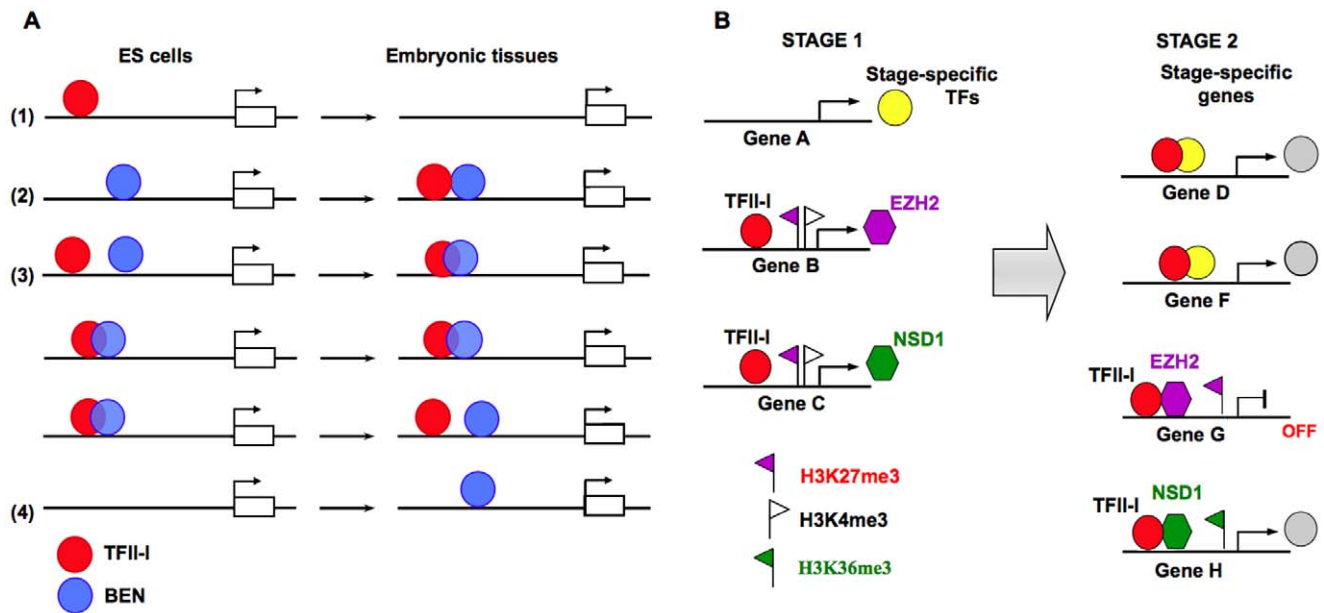 A
ES cells
Embryonic tissues
(1)
(2)
(3)
(4)
TFII-I
BEN
B
STAGE 1
Stage-specific
TFs
Gene A
TFII-I
EZH2
Gene B
TFII-I
NSD1
Gene C
H3K27me3
H3K4me3
H3K36me3
STAGE 2
Stage-specific
genes
Gene D
Gene F
EZH2
TFII-I
Gene G
OFF
NSD1
TFII-I
Gene H